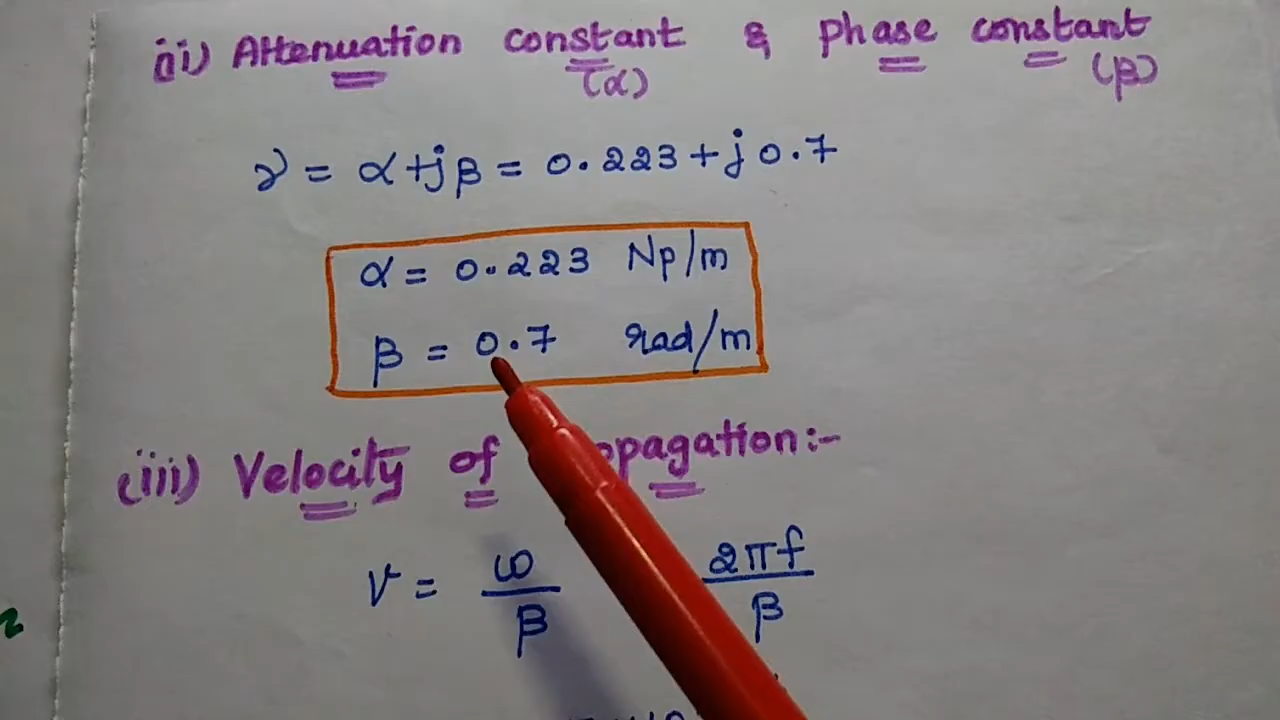 (ii) Attenuation constant & phase constant
(α) (β)
γ = α+jβ = 0.223+j0.7
α = 0.223 Np/m
β = 0.7 rad/m
(iii) Velocity of opagation:-
V = ω/β 2πf/β